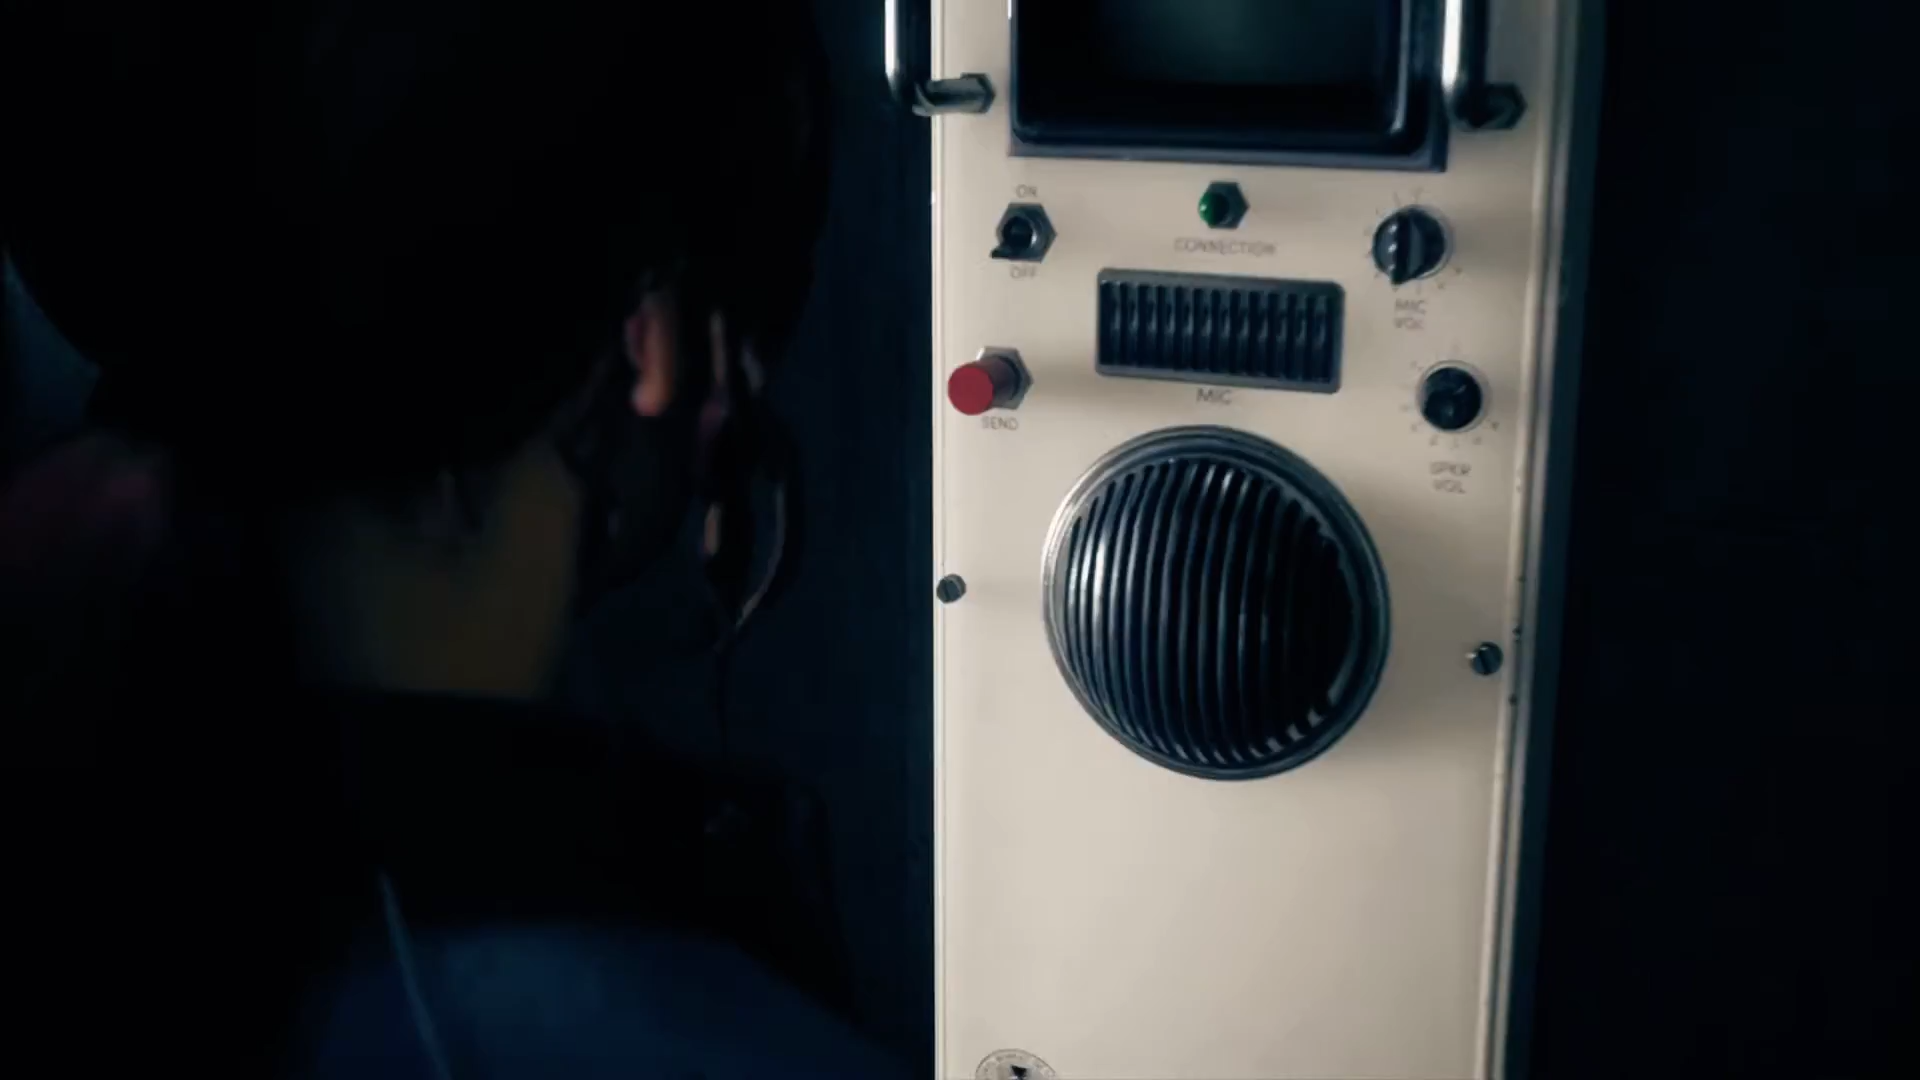 ON
OFF
CONNECTION
MIC
VOL
MIC
SEND
SPKR
VOL